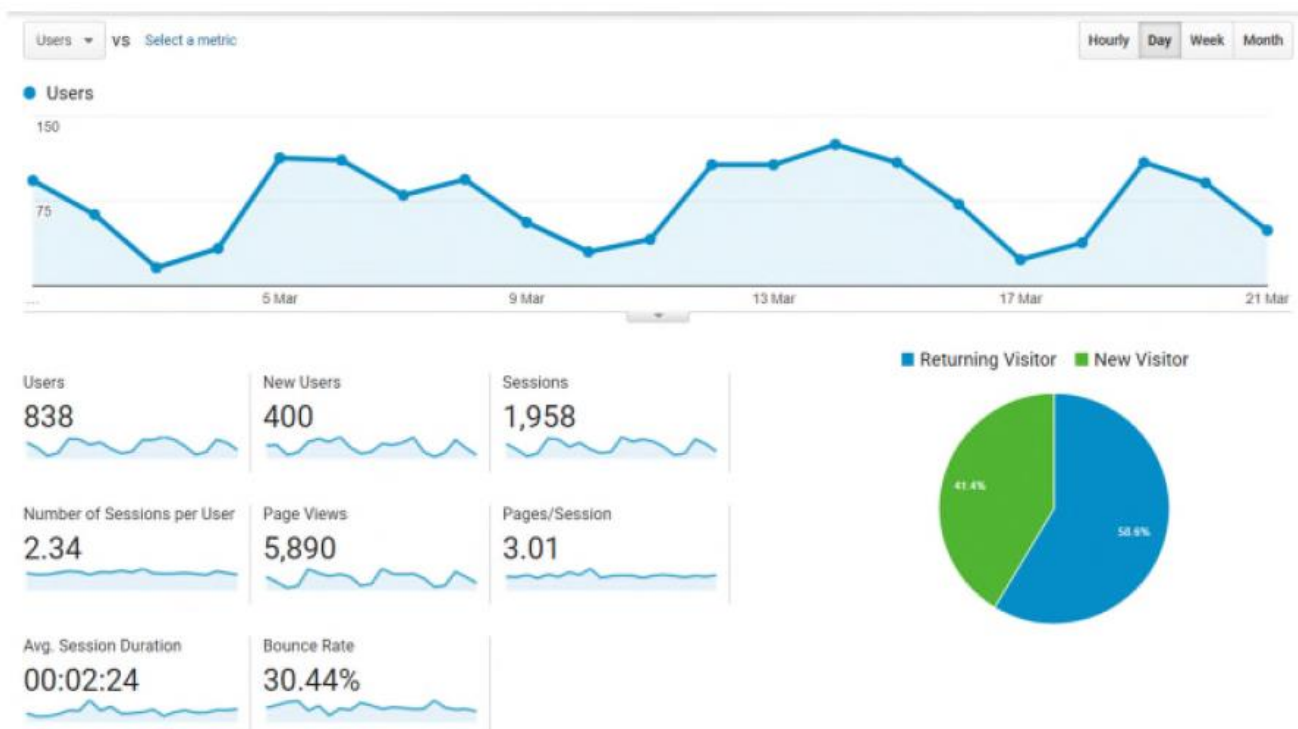 Users VS Select a metric Hourly Day Week Month
Users
150
75
... 5 Mar 9 Mar 13 Mar 17 Mar 21 Mar
Returning Visitor New Visitor
Users New Users Sessions
838 400 1,958
41.4%
58.6%
Number of Sessions per User Page Views Pages/Session
2.34 5,890 3.01
Avg. Session Duration Bounce Rate
00:02:24 30.44%